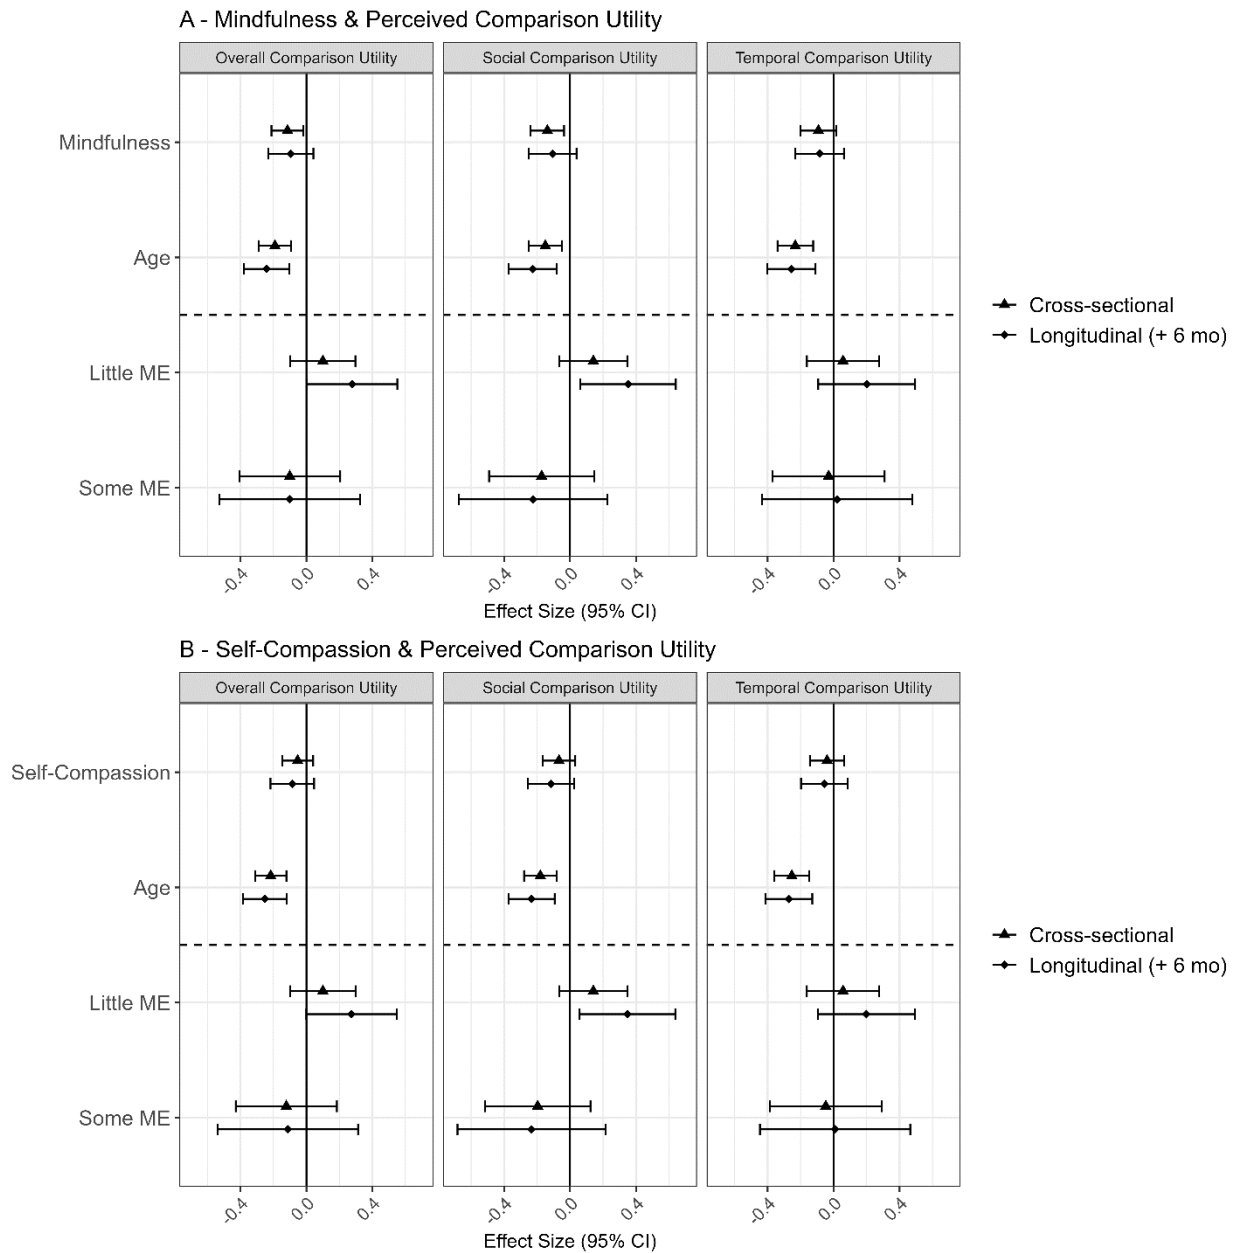 A - Mindfulness & Perceived Comparison Utility
Overall Comparison Utility
Social Comparison Utility
Temporal Comparison Utility
Mindfulness
Age
Little ME
Some ME
Cross-sectional
Longitudinal (+ 6 mo)
-0.4
0.0
0.4
-0.4
0.0
0.4
-0.4
0.0
0.4
Effect Size (95% CI)
B - Self-Compassion & Perceived Comparison Utility
Overall Comparison Utility
Social Comparison Utility
Temporal Comparison Utility
Self-Compassion
Age
Little ME
Some ME
Cross-sectional
Longitudinal (+ 6 mo)
-0.4
0.0
0.4
-0.4
0.0
0.4
-0.4
0.0
0.4
Effect Size (95% CI)